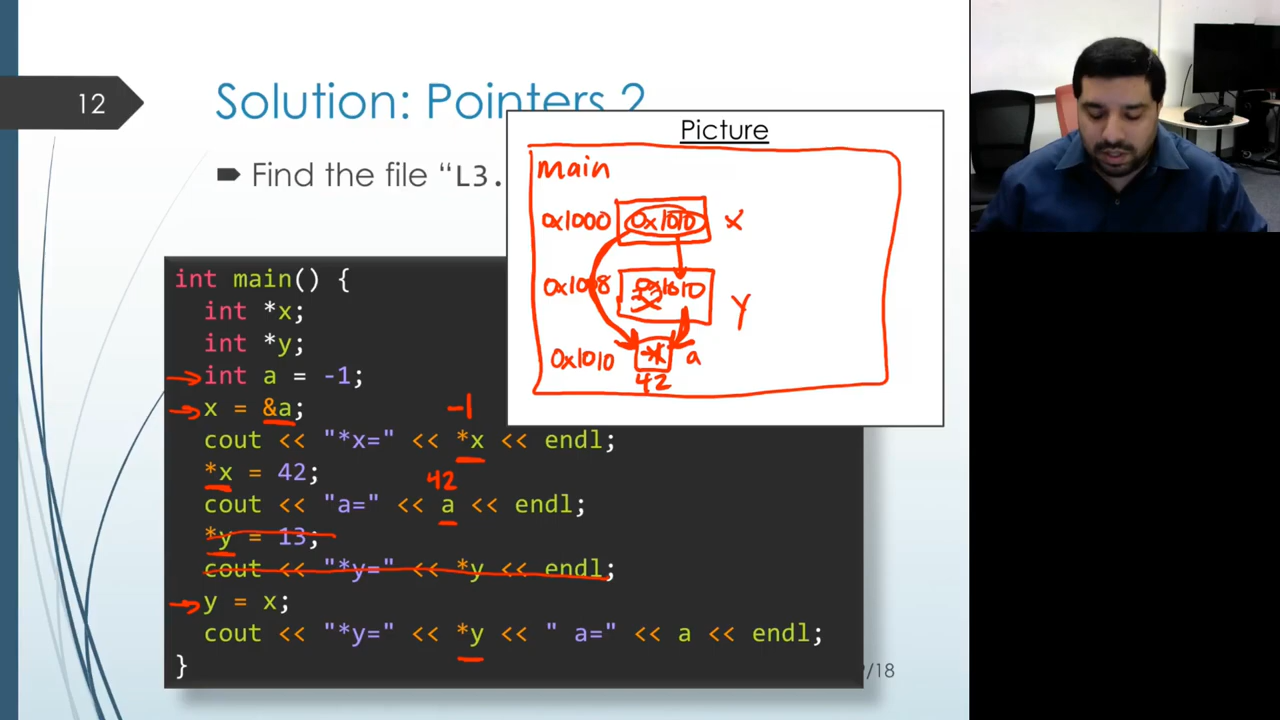 12
Solution: Pointers 2
Find the file “L3.
Picture
main
0x1000 0x1010 x
0x1008 0x1010 y
0x1010 a
42
int main() {
int *x;
int *y;
int a = -1;
x = &a;
-1
cout << "*x=" << *x << endl;
*x = 42;
42
cout << "a=" << a << endl;
*y = 13;
cout << "*y=" << *y << endl;
y = x;
cout << "*y=" << *y << " a=" << a << endl;
}
/18